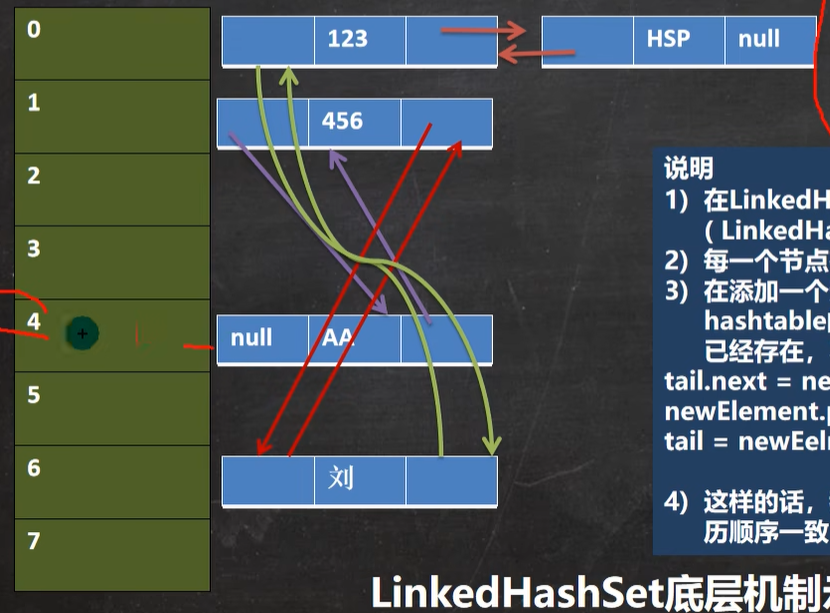 0
123
HSP
null
1
456
2
3
4
null
AA
5
6
刘
7
说明
1) 在LinkedH
( LinkedHa
2) 每一个节点
3) 在添加一个
hashtable
已经存在，
tail.next = ne
newElement.p
tail = newEel
4) 这样的话，
历顺序一致
LinkedHashSet底层机制